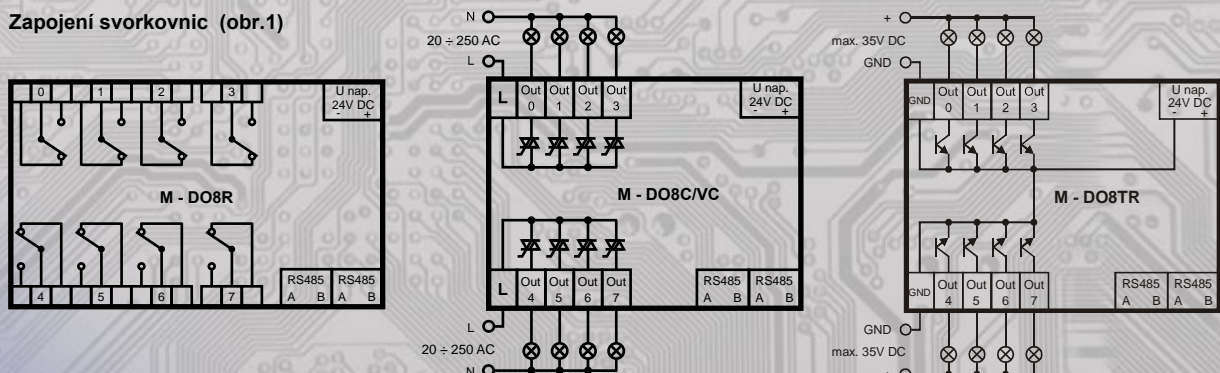 Zapojení svorkovnic (obr.1)
0 1 2 3
U nap.
24V DC
- +
M - DO8R
4 5 6 7
RS485 RS485
A B A B
N
20 ÷ 250 AC
L
L Out Out Out Out
0 1 2 3
U nap.
24V DC
- +
M - DO8C/VC
L Out Out Out Out
4 5 6 7
RS485 RS485
A B A B
L
20 ÷ 250 AC
N
+
max. 35V DC
GND
GND Out Out Out Out
0 1 2 3
U nap.
24V DC
- +
M - DO8TR
GND Out Out Out Out
4 5 6 7
RS485 RS485
A B A B
GND
max. 35V DC